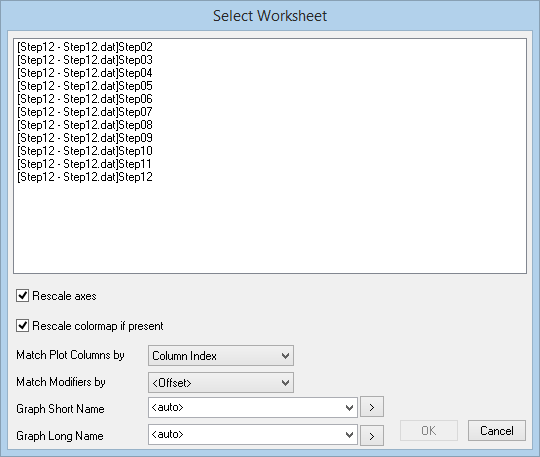 Select Worksheet
[Step12 - Step12.dat]Step02
[Step12 - Step12.dat]Step03
[Step12 - Step12.dat]Step04
[Step12 - Step12.dat]Step05
[Step12 - Step12.dat]Step06
[Step12 - Step12.dat]Step07
[Step12 - Step12.dat]Step08
[Step12 - Step12.dat]Step09
[Step12 - Step12.dat]Step10
[Step12 - Step12.dat]Step11
[Step12 - Step12.dat]Step12
Rescale axes
Rescale colormap if present
Match Plot Columns by Column Index
Match Modifiers by <Offset>
Graph Short Name <auto> >
Graph Long Name <auto> >
OK Cancel